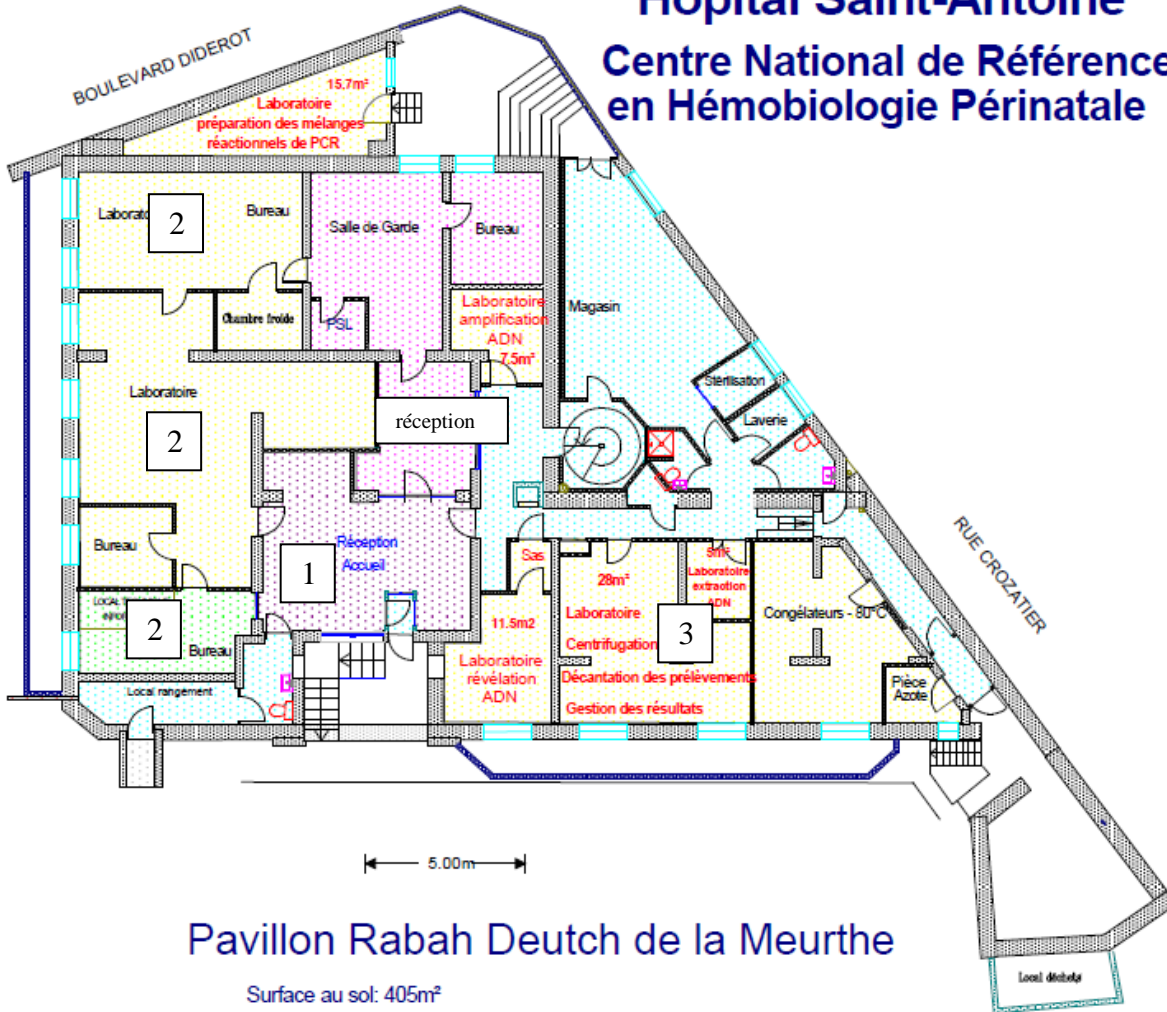 Hôpital Saint-Antoine
Centre National de Référence
en Hémobiologie Périnatale
BOULEVARD DIDEROT
15.7m²
Laboratoire
préparation des mélanges
réactionnels de PCR
2
Bureau
Salle de Garde
Bureau
Magasin
Chambre froide
PSL
Laboratoire
amplification
ADN
7.5m²
Stérilisation
Laverie
Laboratoire
2
réception
RUE CROZATIER
Bureau
1
Réception
Accueil
Sas
28m²
Laboratoire
Centrifugation
Décantation des prélèvements
Gestion des résultats
3
5m²
Laboratoire
extraction
ADN
Congélateurs - 80°C
Pièce
Azote
11.5m2
Laboratoire
révélation
ADN
LOCAL
2
Bureau
Local rangement
5.00m
Pavillon Rabah Deutch de la Meurthe
Surface au sol: 405m²
Local déchets